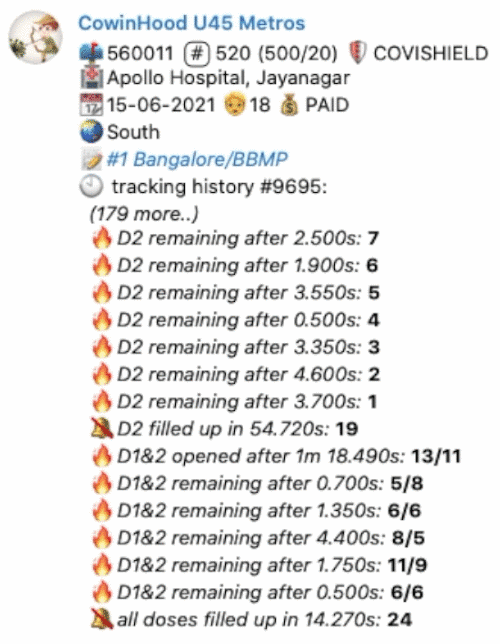 CowinHood U45 Metros
560011 # 520 (500/20) COVISHIELD
Apollo Hospital, Jayanagar
15-06-2021 18 PAID
South
#1 Bangalore/BBMP
tracking history #9695:
(179 more..)
D2 remaining after 2.500s: 7
D2 remaining after 1.900s: 6
D2 remaining after 3.550s: 5
D2 remaining after 0.500s: 4
D2 remaining after 3.350s: 3
D2 remaining after 4.600s: 2
D2 remaining after 3.700s: 1
D2 filled up in 54.720s: 19
D1&2 opened after 1m 18.490s: 13/11
D1&2 remaining after 0.700s: 5/8
D1&2 remaining after 1.350s: 6/6
D1&2 remaining after 4.400s: 8/5
D1&2 remaining after 1.750s: 11/9
D1&2 remaining after 0.500s: 6/6
all doses filled up in 14.270s: 24